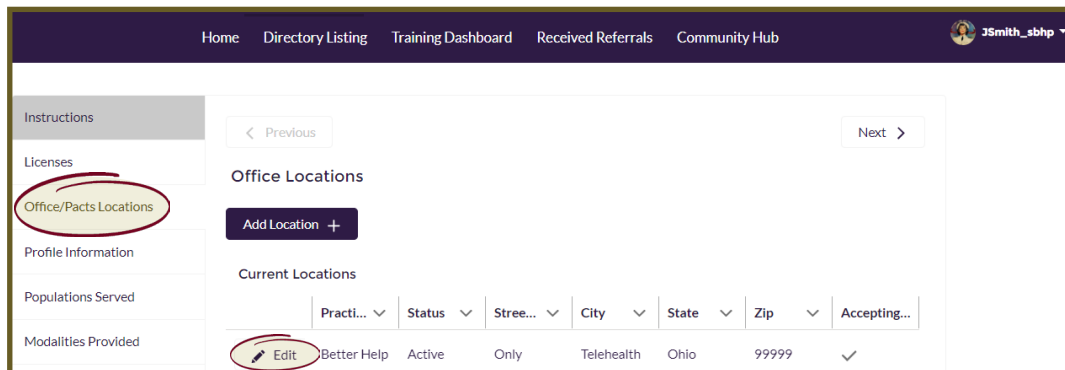 Home Directory Listing Training Dashboard Received Referrals Community Hub JSmith_sbhp
Instructions
Licenses
Office/Pacts Locations
Profile Information
Populations Served
Modalities Provided
Previous
Next
Office Locations
Add Location +
Current Locations
Practi... Status Stree... City State Zip Accepting...
Edit Better Help Active Only Telehealth Ohio 99999